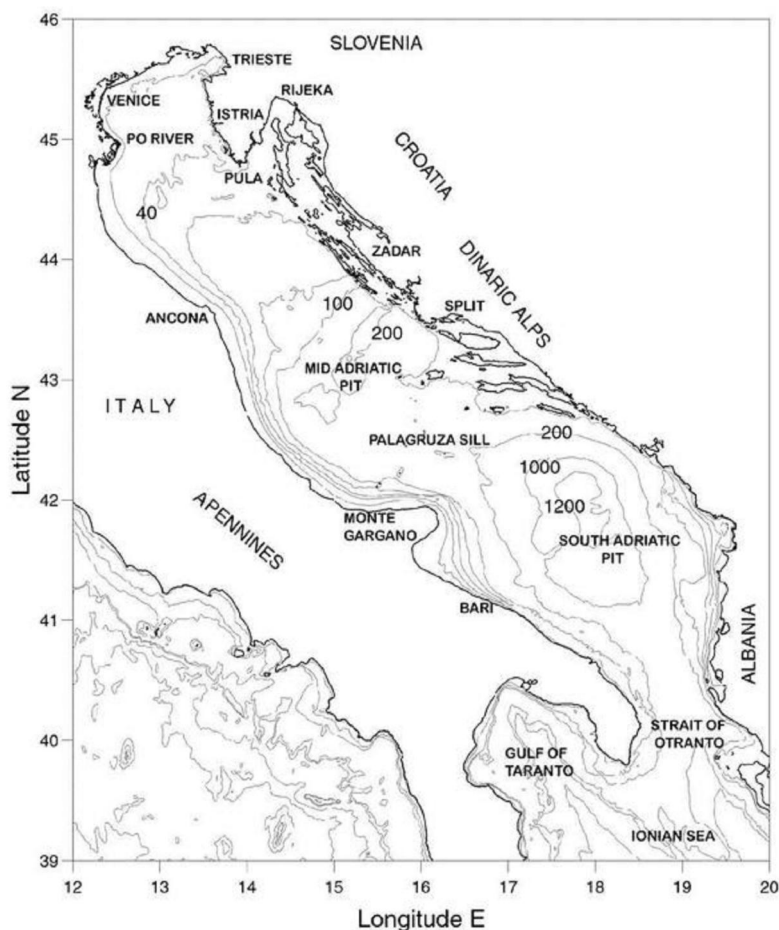 46
SLOVENIA
TRIESTE
RIJEKA
VENICE
ISTRIA
45
PO RIVER
CROATIA
PULA
40
44
ZADAR
DINARIC ALPS
100
SPLIT
ANCONA
200
MID ADRIATIC
PIT
43
ITALY
Latitude N
PALAGRUZA SILL
200
1000
42
1200
APENNINES
MONTE
GARGANO
SOUTH ADRIATIC
PIT
41
BARI
ALBANIA
STRAIT OF
OTRANTO
40
GULF OF
TARANTO
IONIAN SEA
39
12 13 14 15 16 17 18 19 20
Longitude E